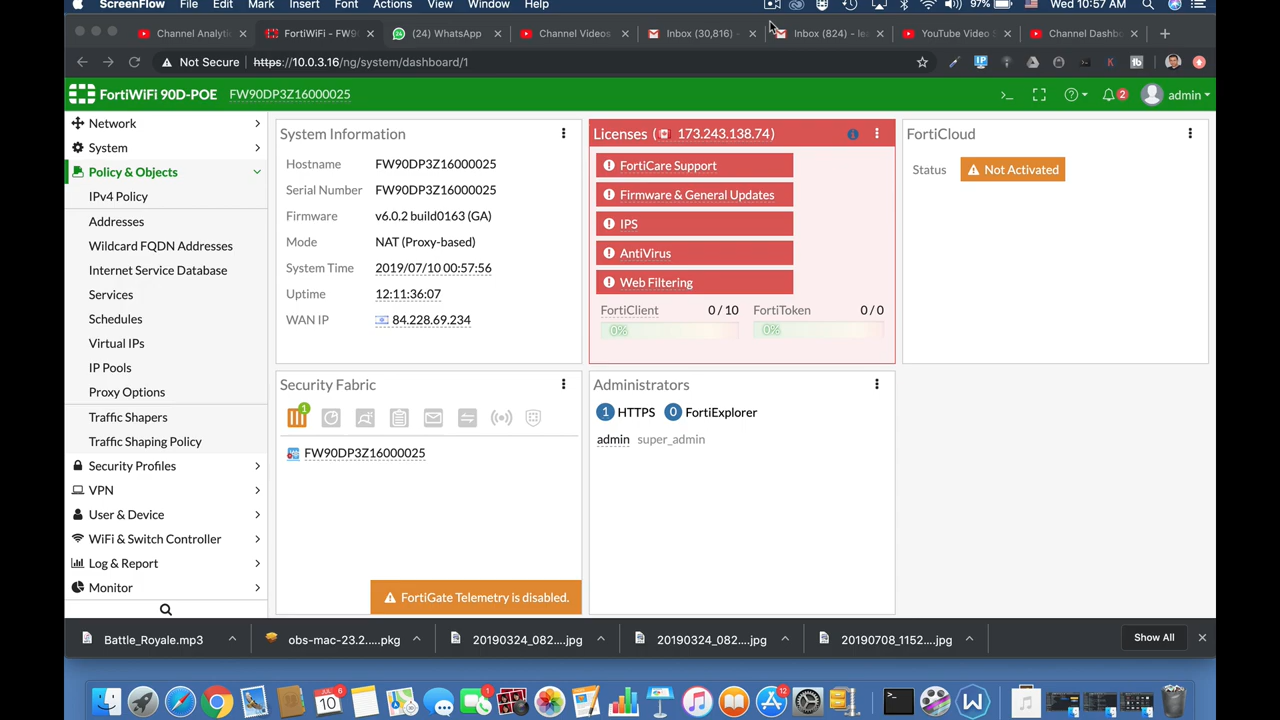 ScreenFlow File Edit Mark Insert Font Actions View Window Help 97% Wed 10:57 AM
Channel Analytic FortiWiFi - FW9 (24) WhatsApp Channel Videos Inbox (30,816) - Inbox (824) - le YouTube Video Channel Dashb
Not Secure https://10.0.3.16/ng/system/dashboard/1
FortiWiFi 90D-POE FW90DP3Z16000025 2 admin
Network
System
Policy & Objects
IPv4 Policy
Addresses
Wildcard FQDN Addresses
Internet Service Database
Services
Schedules
Virtual IPs
IP Pools
Proxy Options
Traffic Shapers
Traffic Shaping Policy
Security Profiles
VPN
User & Device
WiFi & Switch Controller
Log & Report
Monitor
System Information
Hostname FW90DP3Z16000025
Serial Number FW90DP3Z16000025
Firmware v6.0.2 build0163 (GA)
Mode NAT (Proxy-based)
System Time 2019/07/10 00:57:56
Uptime 12:11:36:07
WAN IP 84.228.69.234
Licenses ( 173.243.138.74)
FortiCare Support
Firmware & General Updates
IPS
AntiVirus
Web Filtering
FortiClient 0 / 10 FortiToken 0 / 0
0% 0%
FortiCloud
Status Not Activated
Security Fabric
1
FW90DP3Z16000025
FortiGate Telemetry is disabled.
Administrators
1 HTTPS 0 FortiExplorer
admin super_admin
Battle_Royale.mp3 obs-mac-23.2.....pkg 20190324_082....jpg 20190324_082....jpg 20190708_1152...jpg Show All
JUL 6
10 1 12